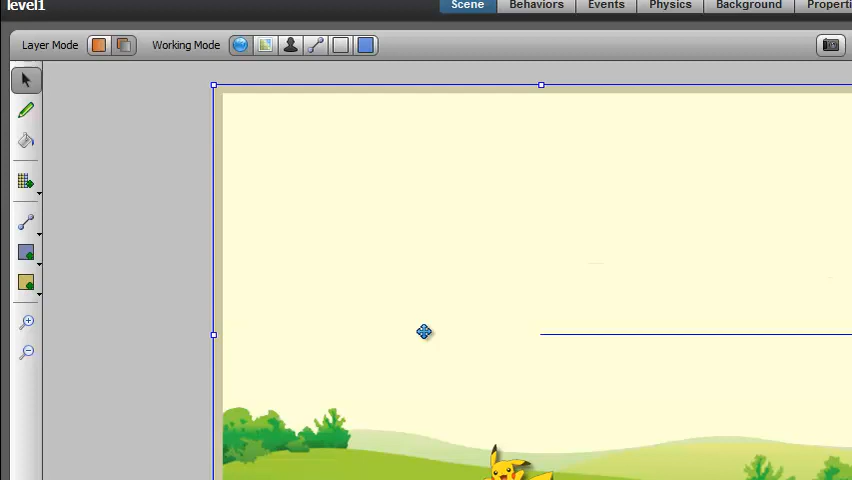 level1
Scene Behaviors Events Physics Background
Layer Mode Working Mode